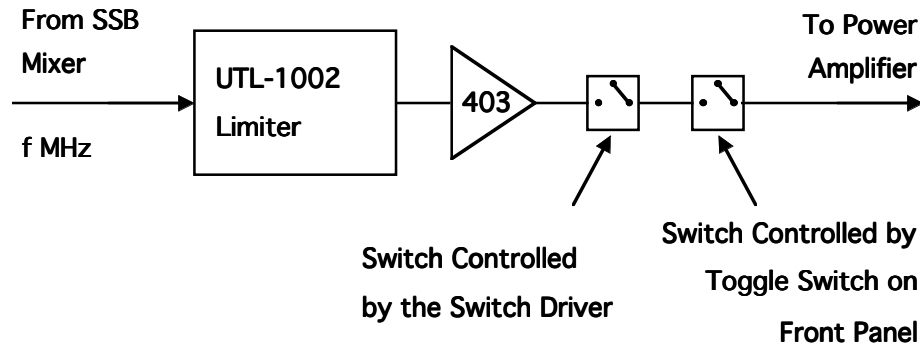 From SSB
Mixer
f MHz
UTL-1002
Limiter
403
To Power
Amplifier
Switch Controlled
by the Switch Driver
Switch Controlled by
Toggle Switch on
Front Panel